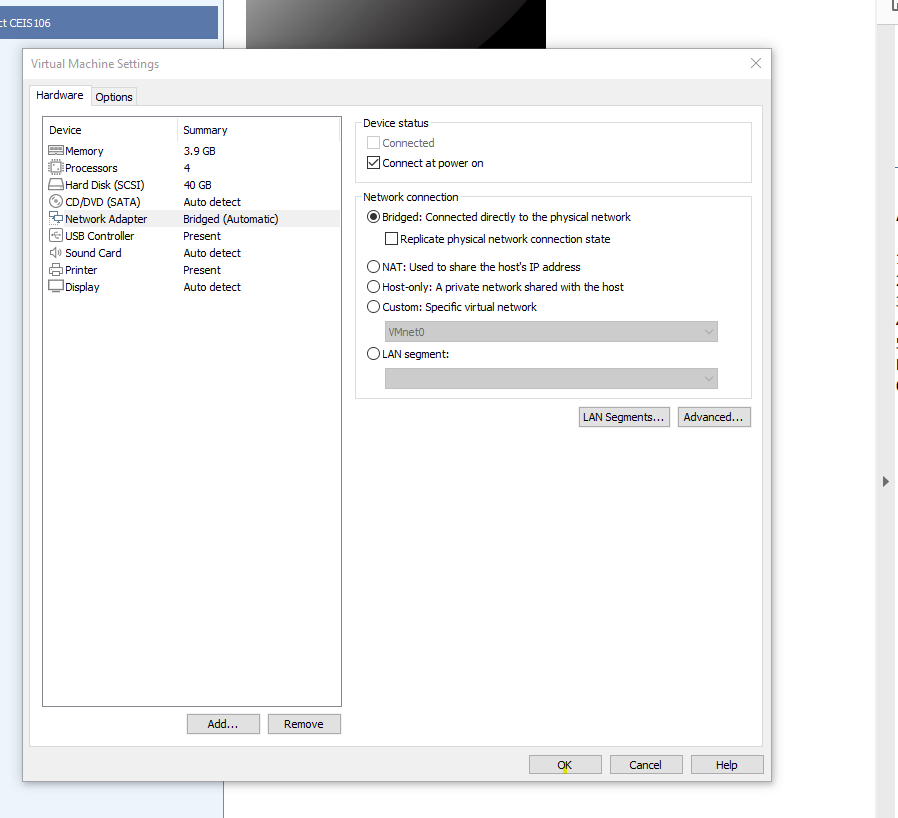 ct CEIS106
Virtual Machine Settings
Hardware
Options
Device Summary
Memory 3.9 GB
Processors 4
Hard Disk (SCSI) 40 GB
CD/DVD (SATA) Auto detect
Network Adapter Bridged (Automatic)
USB Controller Present
Sound Card Auto detect
Printer Present
Display Auto detect
Add...
Remove
Device status
Connected
Connect at power on
Network connection
Bridged: Connected directly to the physical network
Replicate physical network connection state
NAT: Used to share the host's IP address
Host-only: A private network shared with the host
Custom: Specific virtual network
VMnet0
LAN segment:
LAN Segments...
Advanced...
OK
Cancel
Help